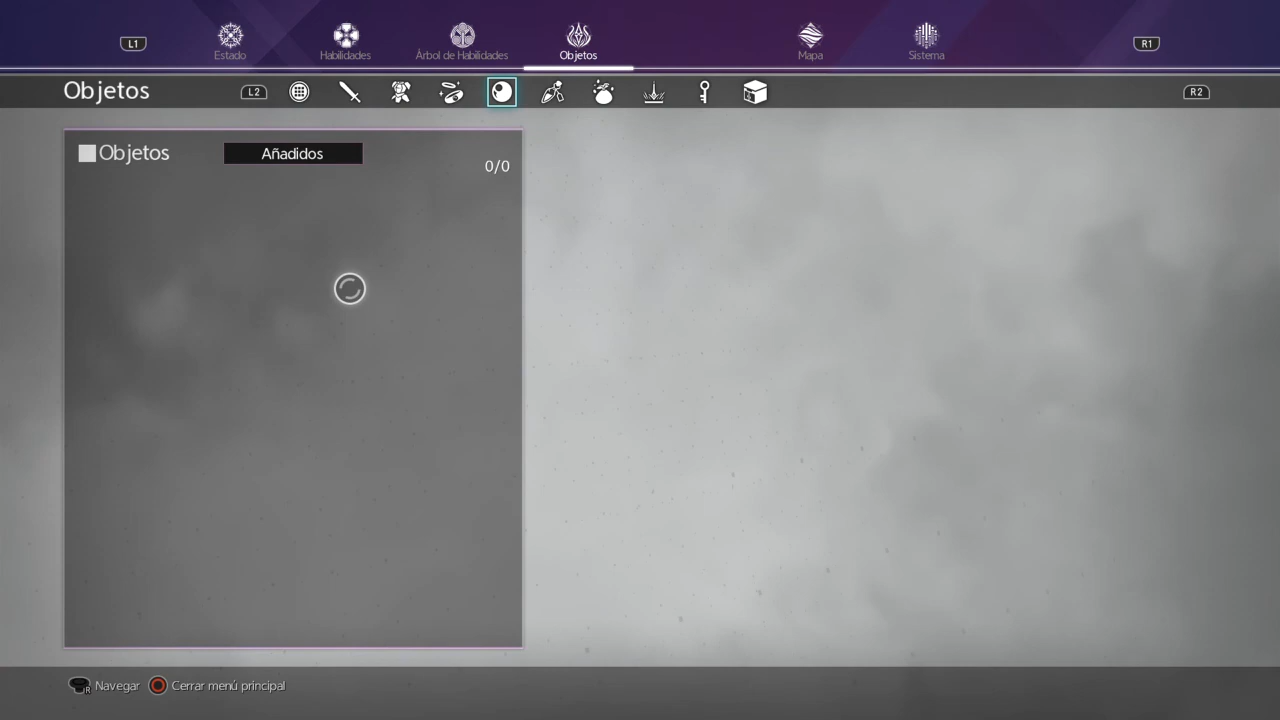 L1 Estado Habilidades Árbol de Habilidades Objetos Mapa Sistema R1
Objetos L2 R2
Objetos Añadidos
0/0
R Navegar Cerrar menú principal